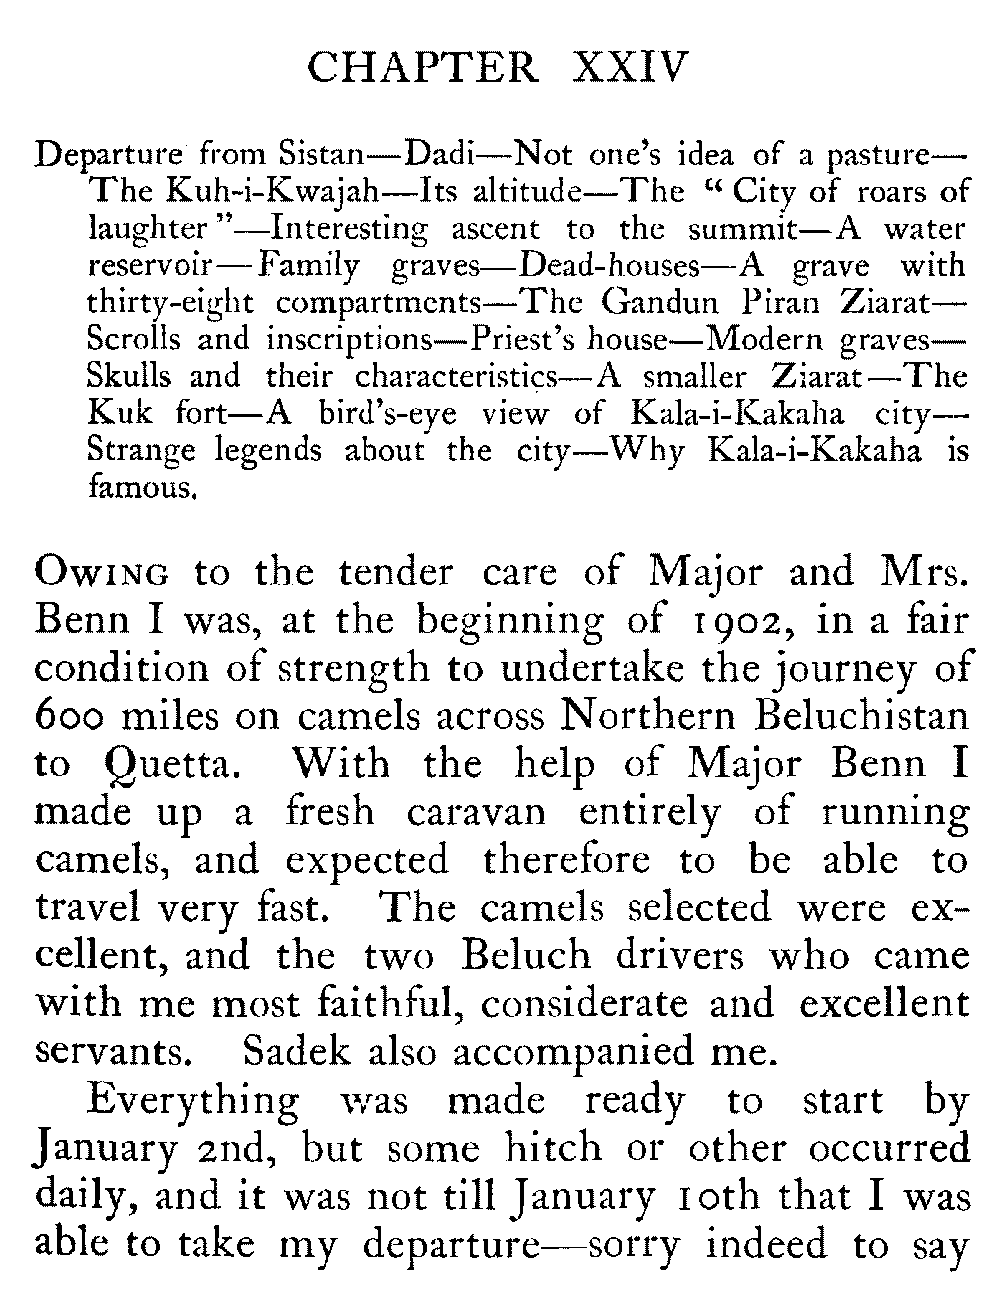 CHAPTER XXIV
Departure from Sistan—Dadi—Not one's idea of a pasture—
The Kuh-i-Kwajah—Its altitude—The “ City of roars of
laughter ”—Interesting ascent to the summit—A water
reservoir—Family graves—Dead-houses—A grave with
thirty-eight compartments—The Gandun Piran Ziarat—
Scrolls and inscriptions—Priest's house—Modern graves—
Skulls and their characteristics—A smaller Ziarat—The
Kuk fort—A bird's-eye view of Kala-i-Kakaha city—
Strange legends about the city—Why Kala-i-Kakaha is
famous.
OWING to the tender care of Major and Mrs.
Benn I was, at the beginning of 1902, in a fair
condition of strength to undertake the journey of
600 miles on camels across Northern Beluchistan
to Quetta. With the help of Major Benn I
made up a fresh caravan entirely of running
camels, and expected therefore to be able to
travel very fast. The camels selected were ex-
cellent, and the two Beluch drivers who came
with me most faithful, considerate and excellent
servants. Sadek also accompanied me.
Everything was made ready to start by
January 2nd, but some hitch or other occurred
daily, and it was not till January 10th that I was
able to take my departure—sorry indeed to say